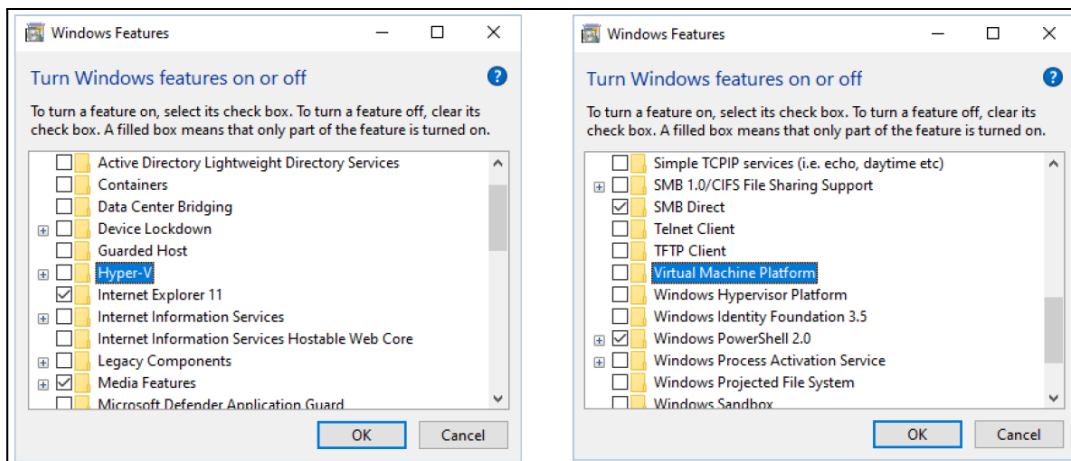 Windows Features
Turn Windows features on or off
To turn a feature on, select its check box. To turn a feature off, clear its
check box. A filled box means that only part of the feature is turned on.
Active Directory Lightweight Directory Services
Containers
Data Center Bridging
Device Lockdown
Guarded Host
Hyper-V
Internet Explorer 11
Internet Information Services
Internet Information Services Hostable Web Core
Legacy Components
Media Features
Microsoft Defender Application Guard
OK
Cancel
Windows Features
Turn Windows features on or off
To turn a feature on, select its check box. To turn a feature off, clear its
check box. A filled box means that only part of the feature is turned on.
Simple TCPIP services (i.e. echo, daytime etc)
SMB 1.0/CIFS File Sharing Support
SMB Direct
Telnet Client
TFTP Client
Virtual Machine Platform
Windows Hypervisor Platform
Windows Identity Foundation 3.5
Windows PowerShell 2.0
Windows Process Activation Service
Windows Projected File System
Windows Sandbox
OK
Cancel